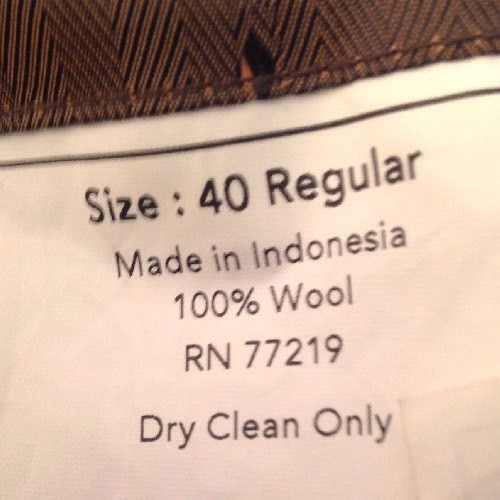 Size : 40 Regular
Made in Indonesia
100% Wool
RN 77219
Dry Clean Only